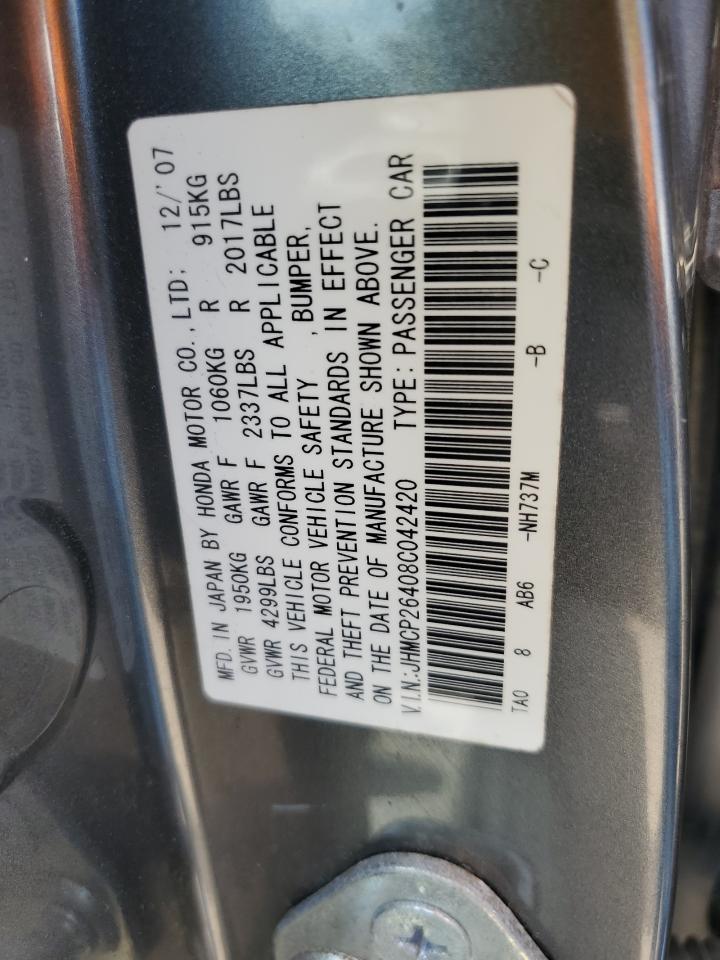 MFD. IN JAPAN BY HONDA MOTOR CO., LTD; 12/'07
GVWR 1950KG GAWR F 1060KG R 915KG
GVWR 4299LBS GAWR F 2337LBS R 2017LBS
THIS VEHICLE CONFORMS TO ALL APPLICABLE
FEDERAL MOTOR VEHICLE SAFETY , BUMPER,
AND THEFT PREVENTION STANDARDS IN EFFECT
ON THE DATE OF MANUFACTURE SHOWN ABOVE.
V.I.N.:JHMCP26408C042420 TYPE: PASSENGER CAR
TA0 8 AB6 -NH737M -B -C